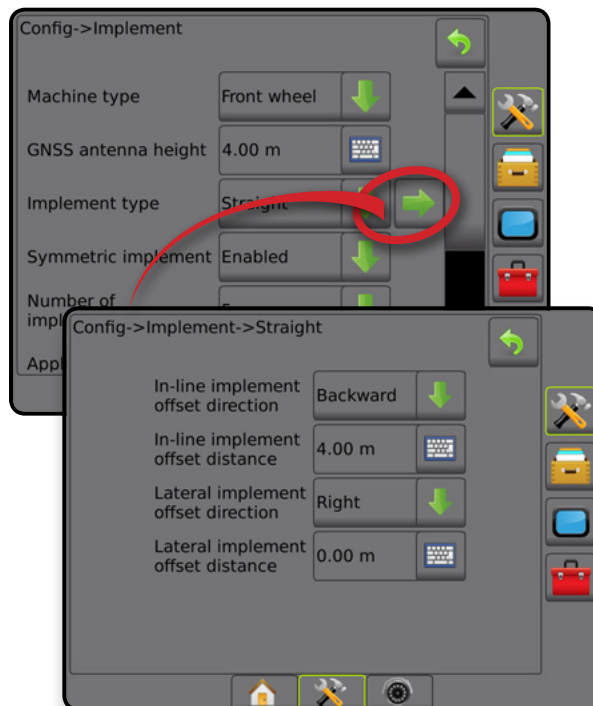 Config->Implement
Machine type
Front wheel
GNSS antenna height
4.00 m
Implement type
Straight
Symmetric implement
Enabled
Number of
Config->Implement->Straight
In-line implement
offset direction
Backward
In-line implement
offset distance
4.00 m
Lateral implement
offset direction
Right
Lateral implement
offset distance
0.00 m